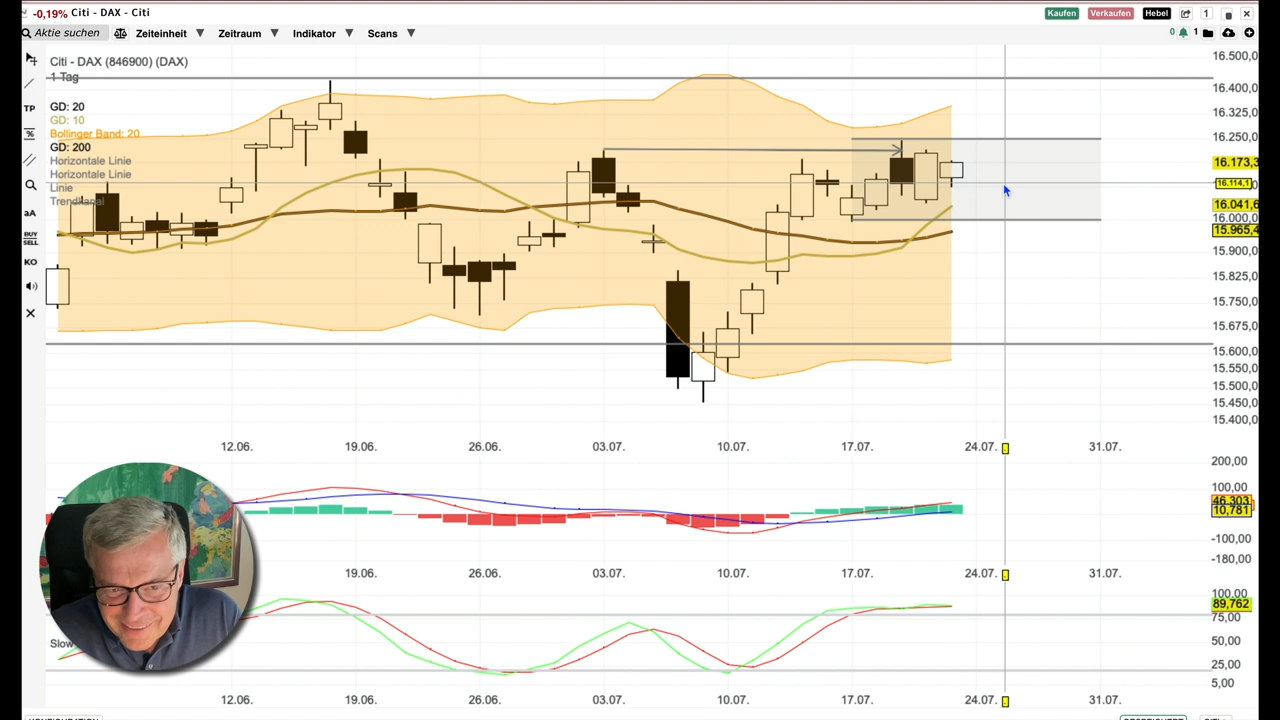 -0,19% Citi - DAX - Citi
Kaufen Verkaufen Hebel 1
Aktie suchen Zeiteinheit Zeitraum Indikator Scans
0 1
Citi - DAX (846900) (DAX)
1 Tag
GD: 20
GD: 10
Bollinger Band: 20
GD: 200
Horizontale Linie
Horizontale Linie
Linie
Trendkanal
TP
%
aA
BUY
SELL
KO
16.500,0
16.400,0
16.325,0
16.250,0
16.173,3
16.114,1
16.041,6
16.000,0
15.965,4
15.900,0
15.825,0
15.750,0
15.675,0
15.600,0
15.550,0
15.500,0
15.450,0
15.400,0
12.06. 19.06. 26.06. 03.07. 10.07. 17.07. 24.07. 31.07.
200,00
100,00
46,303
10,781
-100,00
-180,00
19.06. 26.06. 03.07. 10.07. 17.07. 24.07. 31.07.
100,00
89,762
75,00
50,00
Slow
25,00
5,00
12.06. 19.06. 26.06. 03.07. 10.07. 17.07. 24.07. 31.07.